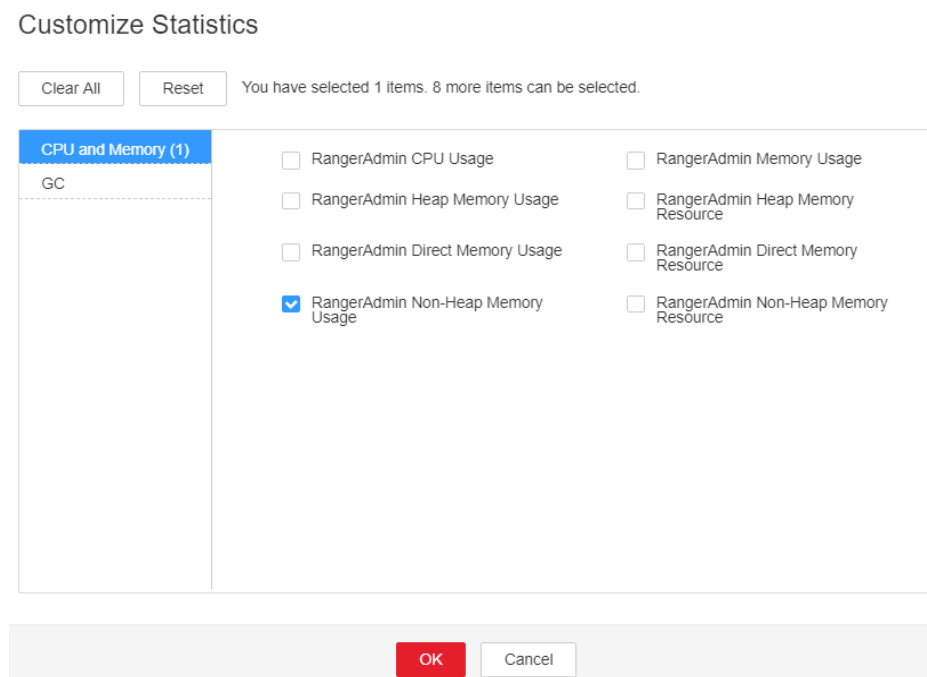 Customize Statistics
Clear All
Reset
You have selected 1 items. 8 more items can be selected.
CPU and Memory (1)
GC
RangerAdmin CPU Usage
RangerAdmin Memory Usage
RangerAdmin Heap Memory Usage
RangerAdmin Heap Memory
Resource
RangerAdmin Direct Memory Usage
RangerAdmin Direct Memory
Resource
RangerAdmin Non-Heap Memory
Usage
RangerAdmin Non-Heap Memory
Resource
OK
Cancel